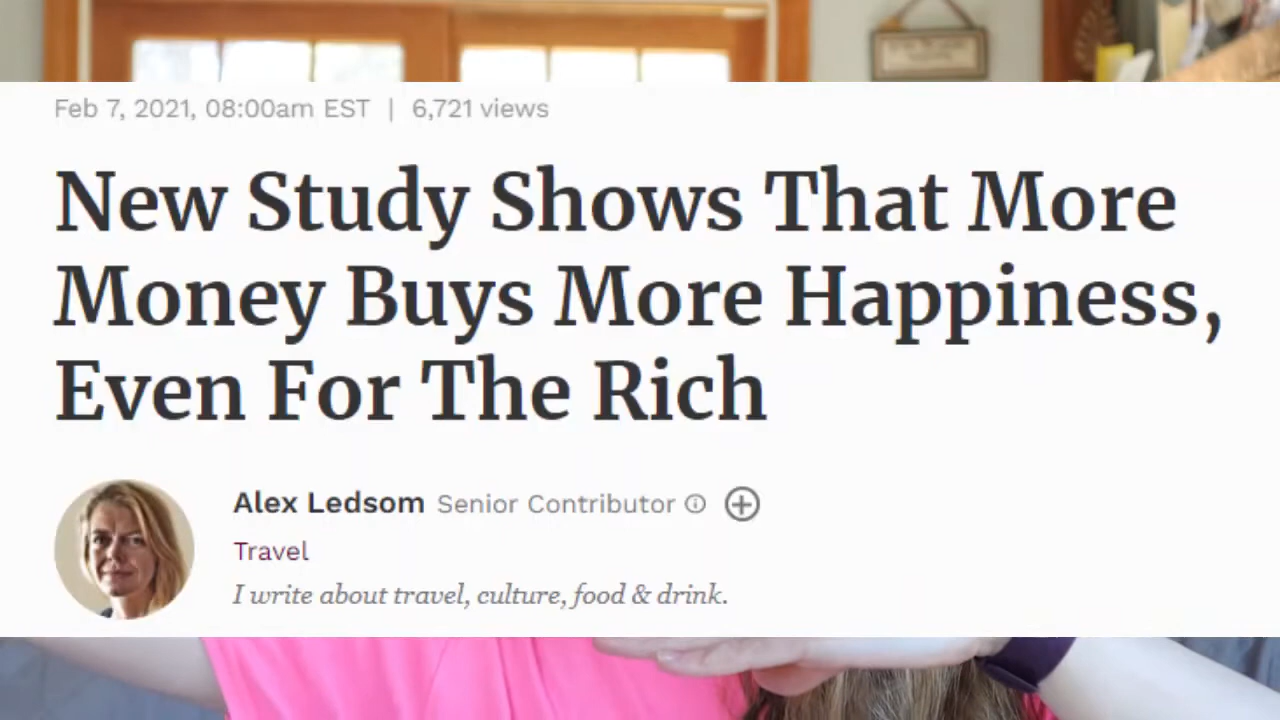 Feb 7, 2021, 08:00am EST | 6,721 views
New Study Shows That More
Money Buys More Happiness,
Even For The Rich
Alex Ledsom Senior Contributor
Travel
I write about travel, culture, food & drink.